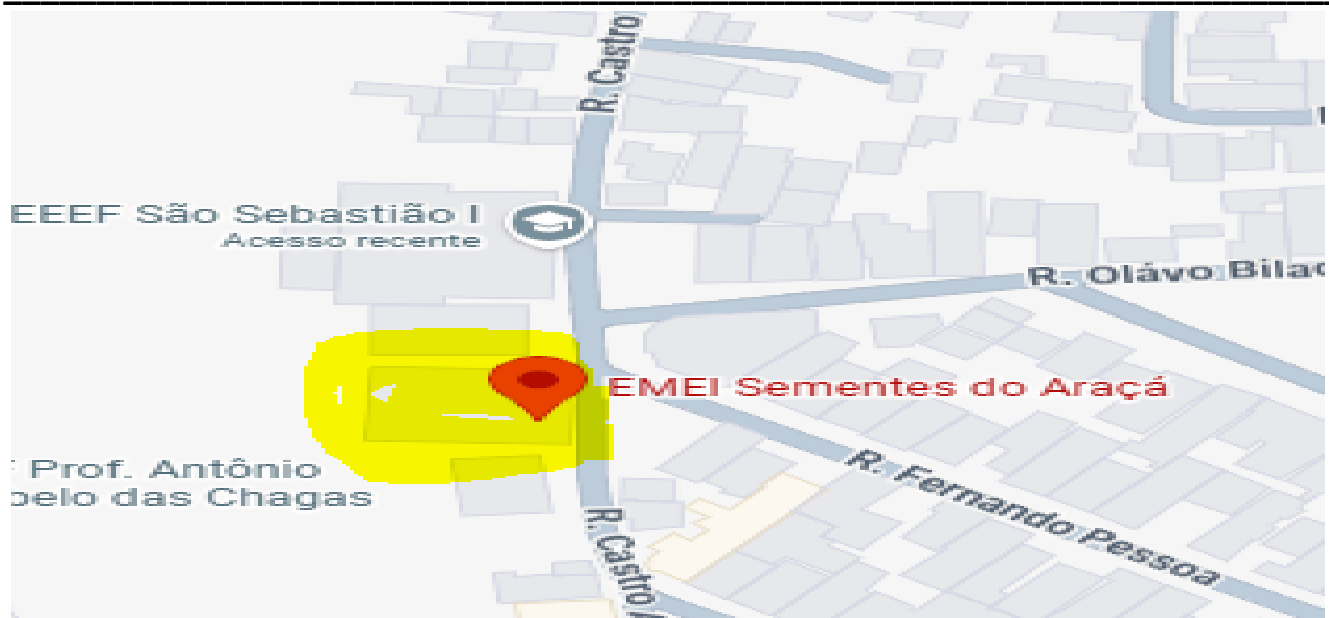 R. Castro
EEEF São Sebastião I
Acesso recente
R. Olávo Bilac
EMEI Sementes do Araçá
Prof. Antônio
belo das Chagas
R. Fernando Pessoa
R. Castro